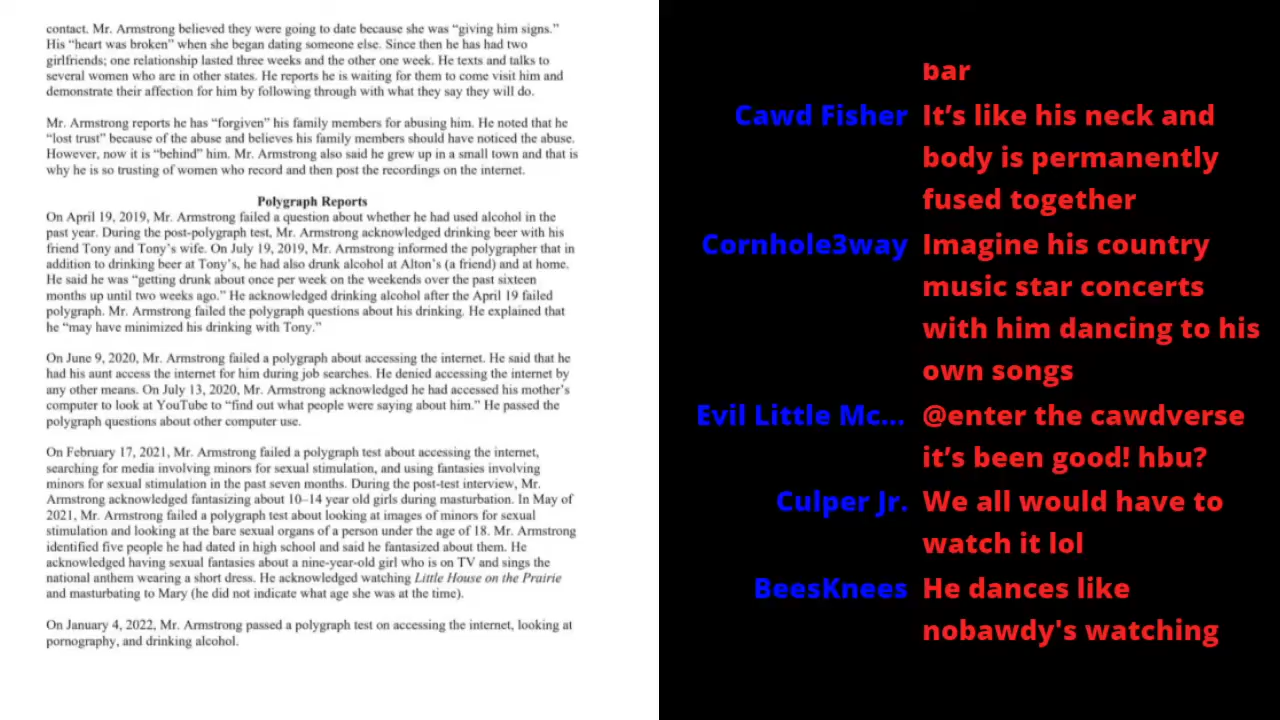 contact. Mr. Armstrong believed they were going to date because she was “giving him signs.”
His “heart was broken” when she began dating someone else. Since then he has had two
girlfriends; one relationship lasted three weeks and the other one week. He texts and talks to
several women who are in other states. He reports he is waiting for them to come visit him and
demonstrate their affection for him by following through with what they say they will do.
Mr. Armstrong reports he has “forgiven” his family members for abusing him. He noted that he
“lost trust” because of the abuse and believes his family members should have noticed the abuse.
However, now it is “behind” him. Mr. Armstrong also said he grew up in a small town and that is
why he is so trusting of women who record and then post the recordings on the internet.
Polygraph Reports
On April 19, 2019, Mr. Armstrong failed a question about whether he had used alcohol in the
past year. During the post-polygraph test, Mr. Armstrong acknowledged drinking beer with his
friend Tony and Tony’s wife. On July 19, 2019, Mr. Armstrong informed the polygrapher that in
addition to drinking beer at Tony’s, he had also drunk alcohol at Alton’s (a friend) and at home.
He said he was “getting drunk about once per week on the weekends over the past sixteen
months up until two weeks ago.” He acknowledged drinking alcohol after the April 19 failed
polygraph. Mr. Armstrong failed the polygraph questions about his drinking. He explained that
he “may have minimized his drinking with Tony.”
On June 9, 2020, Mr. Armstrong failed a polygraph about accessing the internet. He said that he
had his aunt access the internet for him during job searches. He denied accessing the internet by
any other means. On July 13, 2020, Mr. Armstrong acknowledged he had accessed his mother’s
computer to look at YouTube to “find out what people were saying about him.” He passed the
polygraph questions about other computer use.
On February 17, 2021, Mr. Armstrong failed a polygraph test about accessing the internet,
searching for media involving minors for sexual stimulation, and using fantasies involving
minors for sexual stimulation in the past seven months. During the post-test interview, Mr.
Armstrong acknowledged fantasizing about 10–14 year old girls during masturbation. In May of
2021, Mr. Armstrong failed a polygraph test about looking at images of minors for sexual
stimulation and looking at the bare sexual organs of a person under the age of 18. Mr. Armstrong
identified five people he had dated in high school and said he fantasized about them. He
acknowledged having sexual fantasies about a nine-year-old girl who is on TV and sings the
national anthem wearing a short dress. He acknowledged watching Little House on the Prairie
and masturbating to Mary (he did not indicate what age she was at the time).
On January 4, 2022, Mr. Armstrong passed a polygraph test on accessing the internet, looking at
pornography, and drinking alcohol.
bar
Cawd Fisher It’s like his neck and
body is permanently
fused together
Cornhole3way Imagine his country
music star concerts
with him dancing to his
own songs
Evil Little Mc... @enter the cawdverse
it’s been good! hbu?
Culper Jr. We all would have to
watch it lol
BeesKnees He dances like
nobawdy's watching